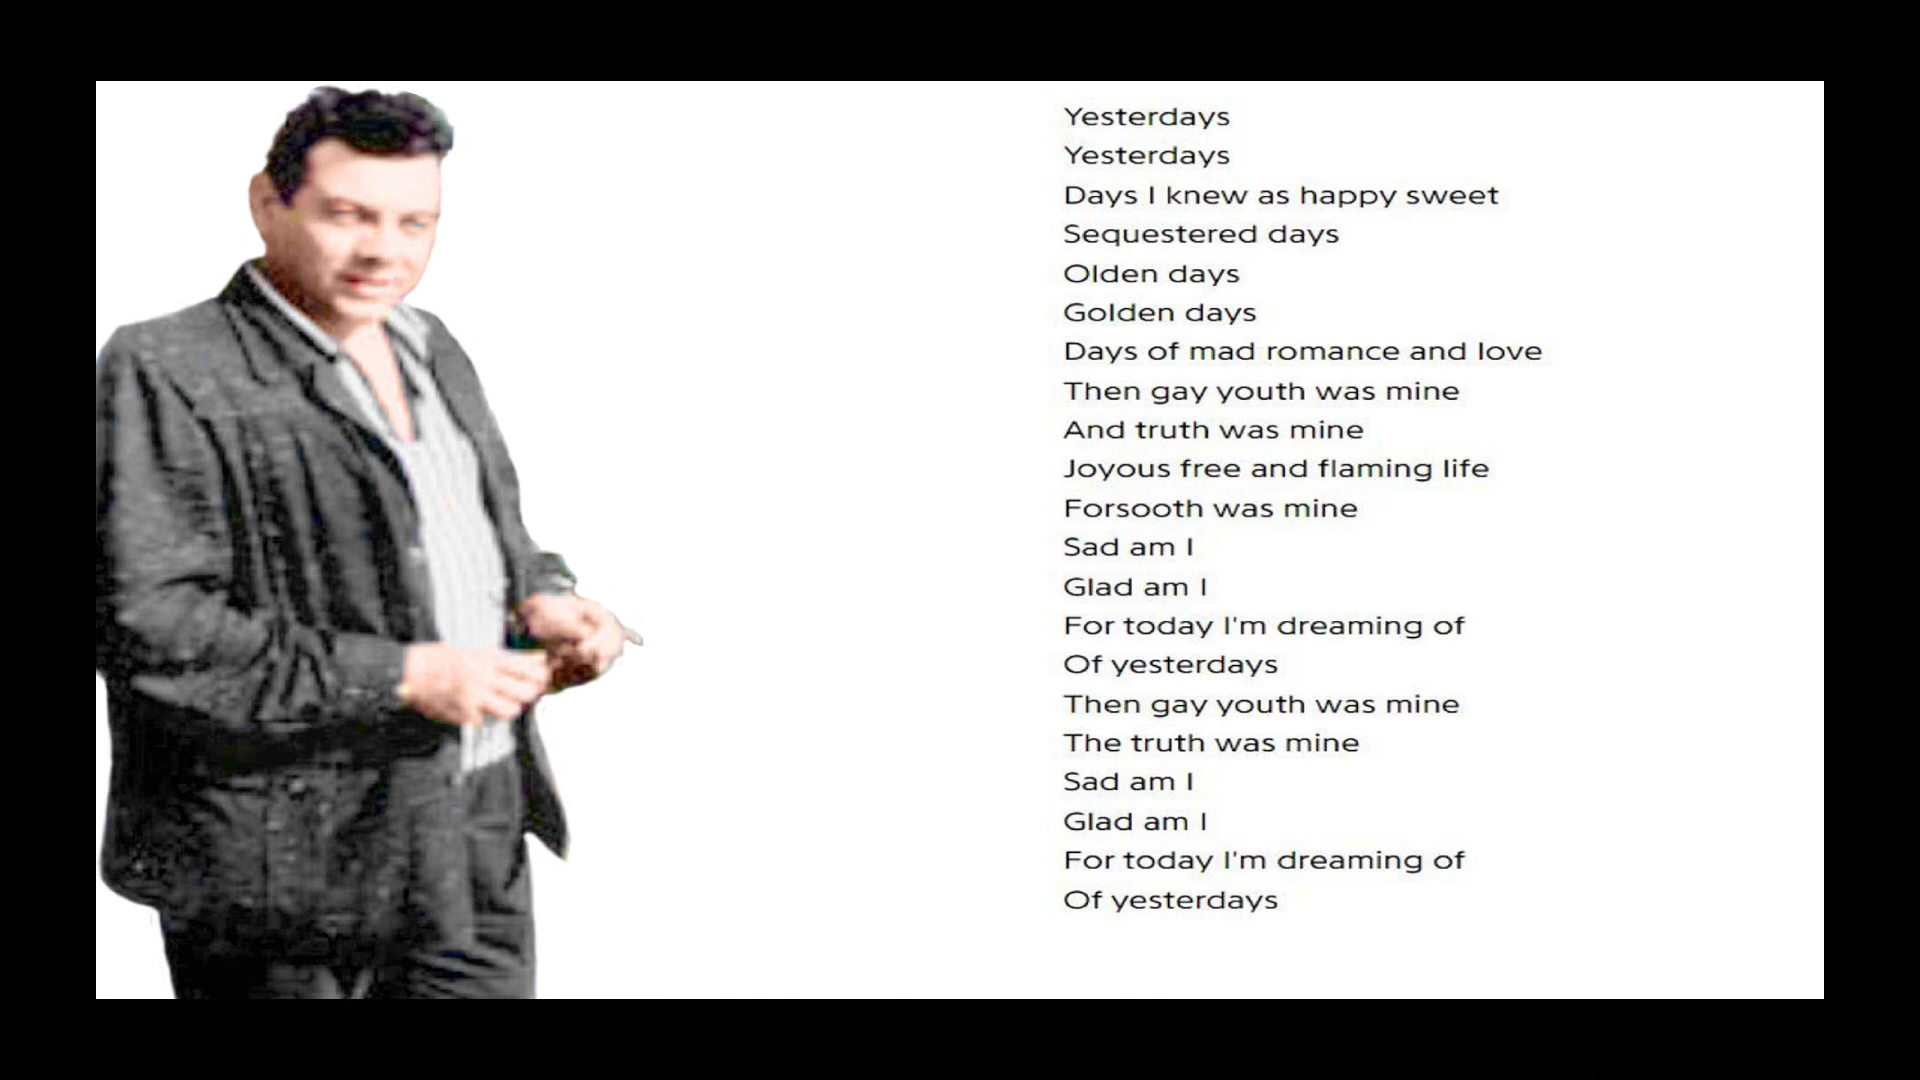 Yesterdays
Yesterdays
Days I knew as happy sweet
Sequestered days
Olden days
Golden days
Days of mad romance and love
Then gay youth was mine
And truth was mine
Joyous free and flaming life
Forsooth was mine
Sad am I
Glad am I
For today I'm dreaming of
Of yesterdays
Then gay youth was mine
The truth was mine
Sad am I
Glad am I
For today I'm dreaming of
Of yesterdays